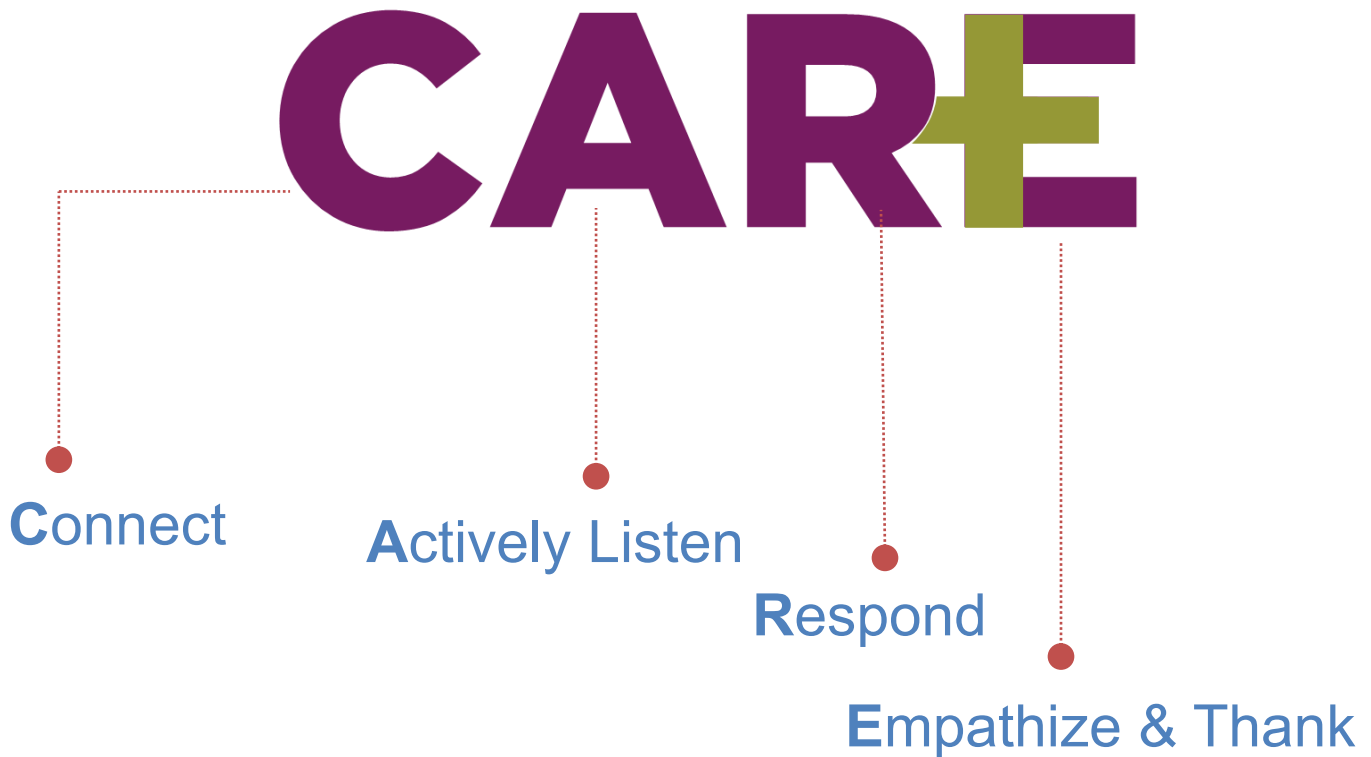 CARE
Connect
Actively Listen
Respond
Empathize & Thank